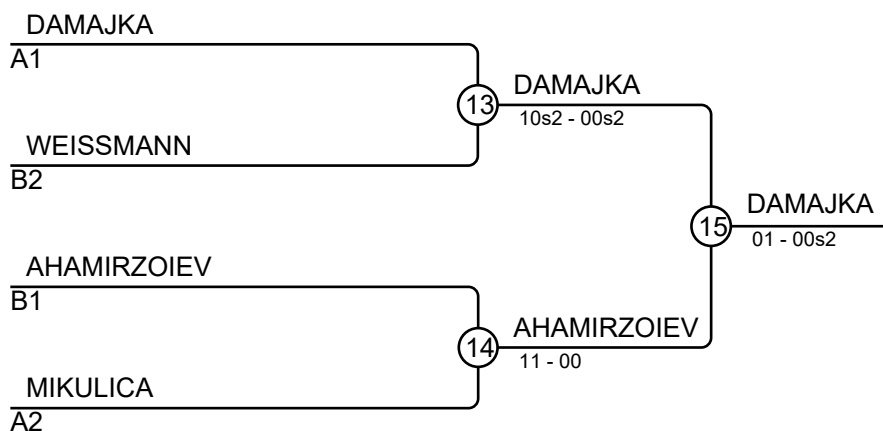 DAMAJKA
A1
13
DAMAJKA
10s2 - 00s2
WEISSMANN
B2
15
DAMAJKA
01 - 00s2
AHAMIRZOIEV
B1
14
AHAMIRZOIEV
11 - 00
MIKULICA
A2